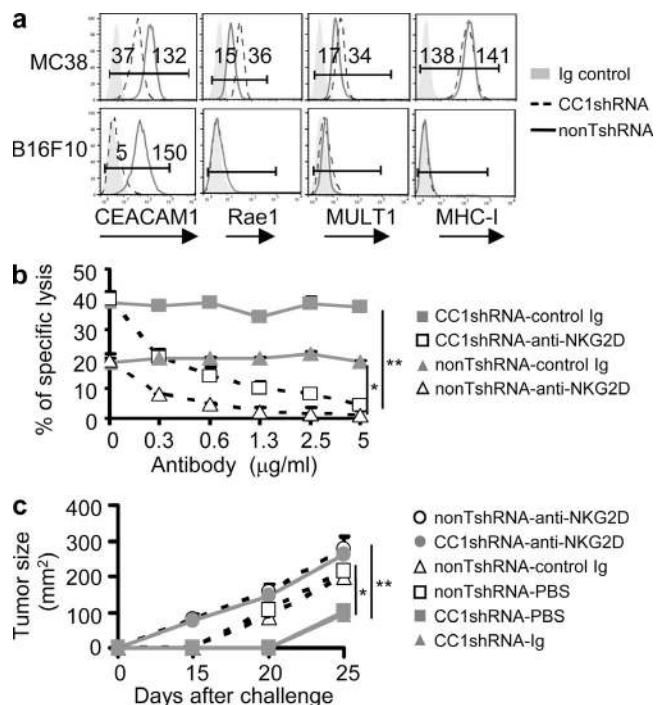 a
MC38
37 132
15 36
17 34
138 141
Ig control
CC1shRNA
nonTshRNA
B16F10
5 150
CEACAM1
Rae1
MULT1
MHC-I
b
% of specific lysis
50
40
30
20
10
0
0 0.3 0.6 1.3 2.5 5
Antibody (µg/ml)
**
*
CC1shRNA-control Ig
CC1shRNA-anti-NKG2D
nonTshRNA-control Ig
nonTshRNA-anti-NKG2D
c
Tumor size
(mm²)
400
300
200
100
0
0 15 20 25
Days after challenge
* **
nonTshRNA-anti-NKG2D
CC1shRNA-anti-NKG2D
nonTshRNA-control Ig
nonTshRNA-PBS
CC1shRNA-PBS
CC1shRNA-Ig